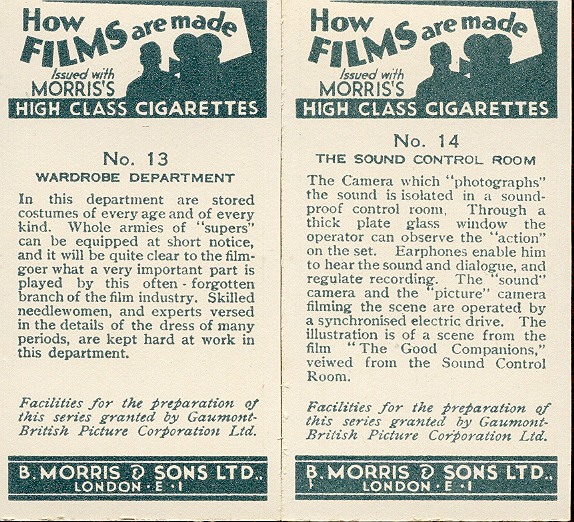 How
FILMS are made
Issued with
MORRIS'S
HIGH CLASS CIGARETTES
No. 13
WARDROBE DEPARTMENT
In this department are stored
costumes of every age and of every
kind. Whole armies of "supers"
can be equipped at short notice,
and it will be quite clear to the film-
goer what a very important part is
played by this often-forgotten
branch of the film industry. Skilled
needlewomen, and experts versed
in the details of the dress of many
periods, are kept hard at work in
this department.
Facilities for the preparation of
this series granted by Gaumont-
British Picture Corporation Ltd.
B. MORRIS & SONS LTD.,
LONDON · E · 1
How
FILMS are made
Issued with
MORRIS'S
HIGH CLASS CIGARETTES
No. 14
THE SOUND CONTROL ROOM
The Camera which "photographs"
the sound is isolated in a sound-
proof control room. Through a
thick plate glass window the
operator can observe the "action"
on the set. Earphones enable him
to hear the sound and dialogue, and
regulate recording. The "sound"
camera and the "picture" camera
filming the scene are operated by
a synchronised electric drive. The
illustration is of a scene from the
film "The Good Companions,"
veiwed from the Sound Control
Room.
Facilities for the preparation of
this series granted by Gaumont-
British Picture Corporation Ltd.
B. MORRIS & SONS LTD.,
LONDON · E · 1